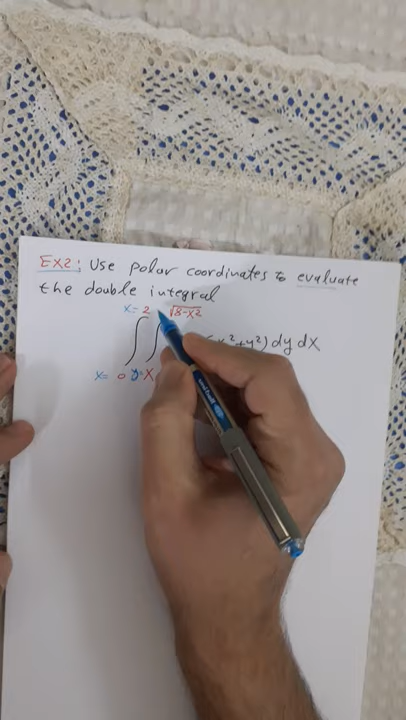 EX2: Use polar coordinates to evaluate
the double integral
x= 2 √8-x²
∫∫ x²+y²) dy dx
x= 0 y= x